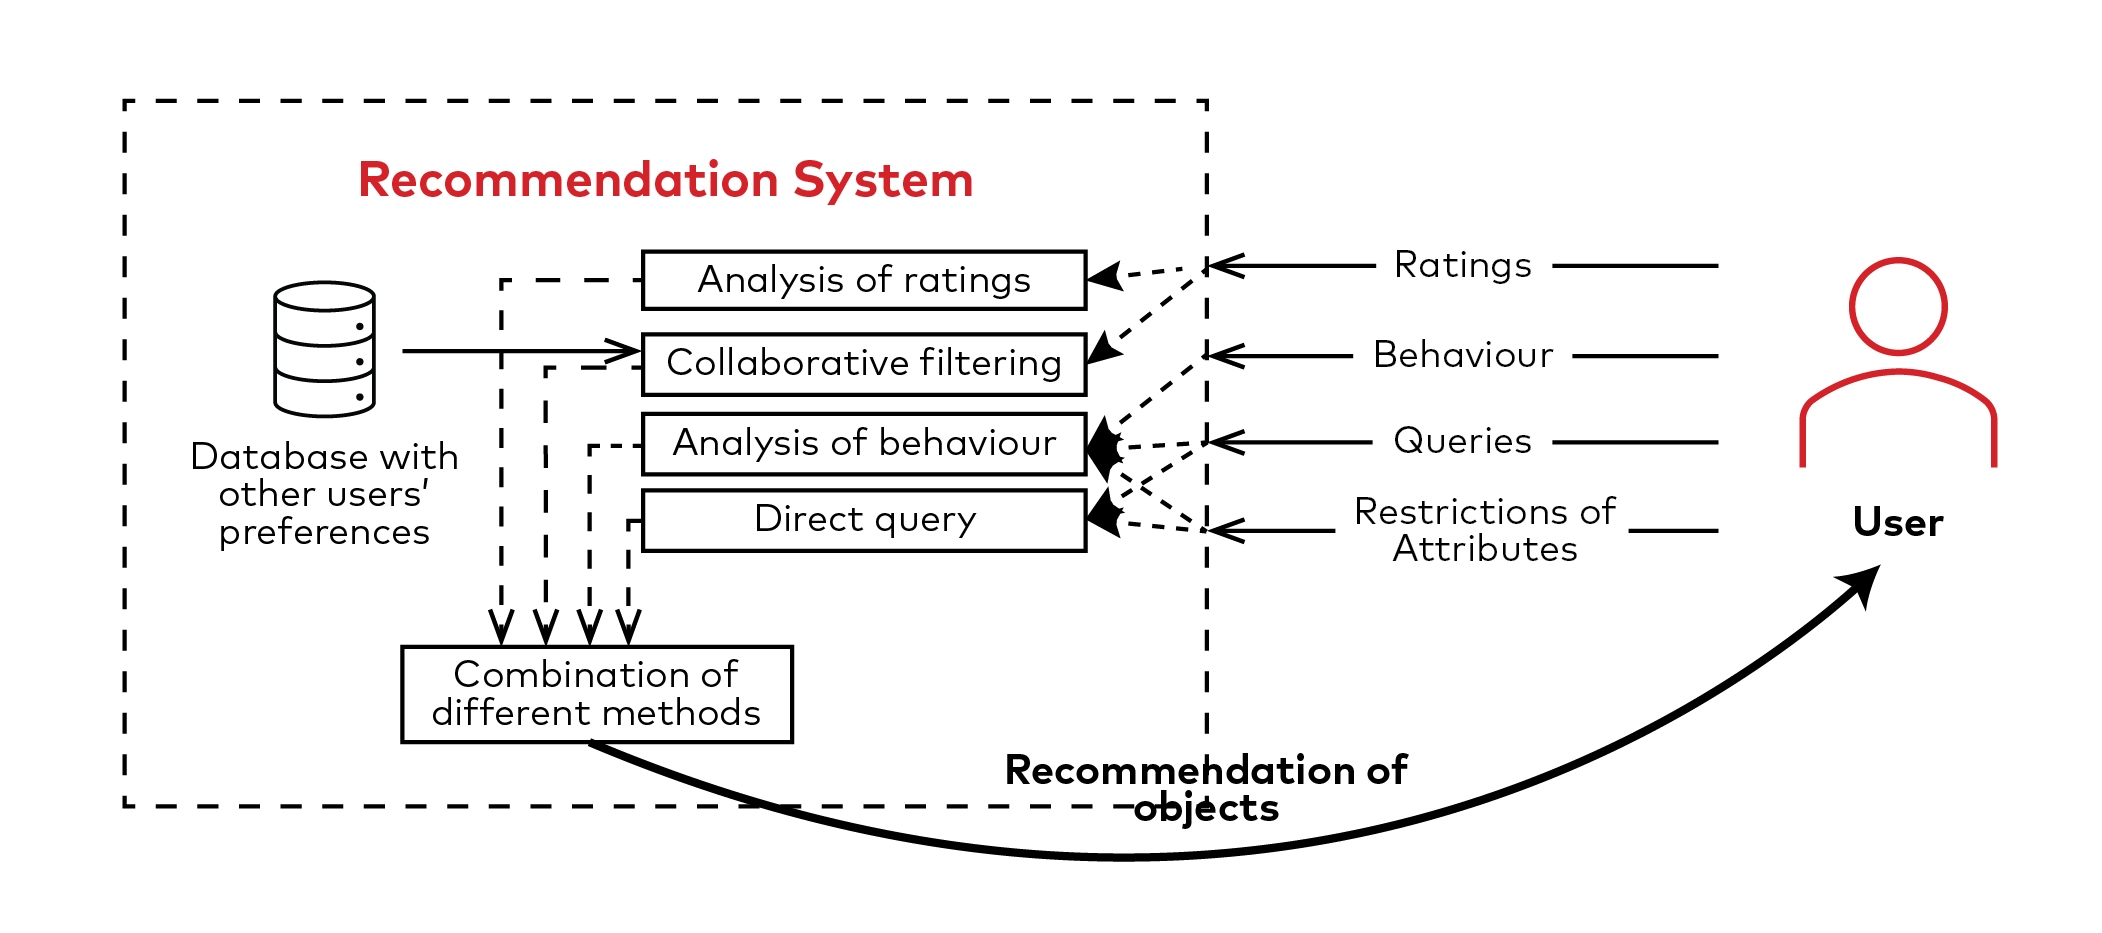 Recommendation System
Analysis of ratings
Collaborative filtering
Analysis of behaviour
Direct query
Database with
other users'
preferences
Combination of
different methods
Ratings
Behaviour
Queries
Restrictions of
Attributes
User
Recommendation of
objects